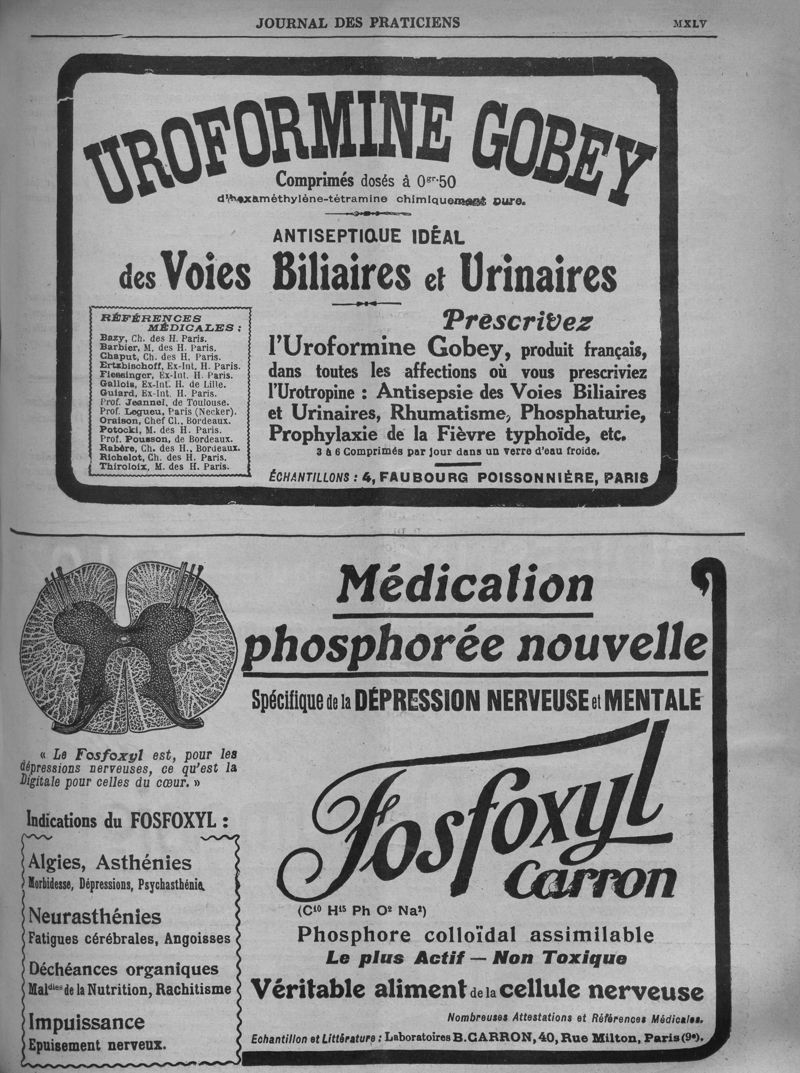 JOURNAL DES PRATICIENS
MXLV
UROFORMINE GOBEY
Comprimés dosés à 0gr.50
d'hexaméthylène-tétramine chimiquement pure.
ANTISEPTIQUE IDÉAL
des Voies Biliaires et Urinaires
RÉFÉRENCES
MÉDICALES :
Bazy, Ch. des H. Paris.
Barbier, M. des H. Paris.
Chaput, Ch. des H. Paris.
Ertzbischoff, Ex-Int. H. Paris.
Fiessinger, Ex-Int. H. Paris.
Gallois, Ex-Int. H. de Lille.
Guiard, Ex-Int. H. Paris.
Prof. Jeannel, de Toulouse.
Prof. Legueu, Paris (Necker).
Oraison, Chef Cl., Bordeaux.
Potocki, M. des H. Paris.
Prof. Pousson, de Bordeaux.
Rabère, Ch. des H., Bordeaux.
Richelot, Ch. des H. Paris.
Thiroloix, M. des H. Paris.
Prescrivez
l'Uroformine Gobey, produit français,
dans toutes les affections où vous prescriviez
l'Urotropine : Antisepsie des Voies Biliaires
et Urinaires, Rhumatisme, Phosphaturie,
Prophylaxie de la Fièvre typhoïde, etc.
3 à 6 Comprimés par jour dans un verre d'eau froide.
ÉCHANTILLONS : 4, FAUBOURG POISSONNIÈRE, PARIS
Médication
phosphorée nouvelle
Spécifique de la DÉPRESSION NERVEUSE et MENTALE
« Le Fosfoxyl est, pour les
dépressions nerveuses, ce qu'est la
Digitale pour celles du cœur. »
Indications du FOSFOXYL :
Algies, Asthénies
Morbidesse, Dépressions, Psychasthénie
Neurasthénies
Fatigues cérébrales, Angoisses
Déchéances organiques
Maldies de la Nutrition, Rachitisme
Impuissance
Epuisement nerveux.
Fosfoxyl
Carron
(C10 H15 Ph O2 Na2)
Phosphore colloïdal assimilable
Le plus Actif — Non Toxique
Véritable aliment de la cellule nerveuse
Nombreuses Attestations et Références Médicales.
Echantillon et Littérature : Laboratoires B. CARRON, 40, Rue Milton, Paris (9e).